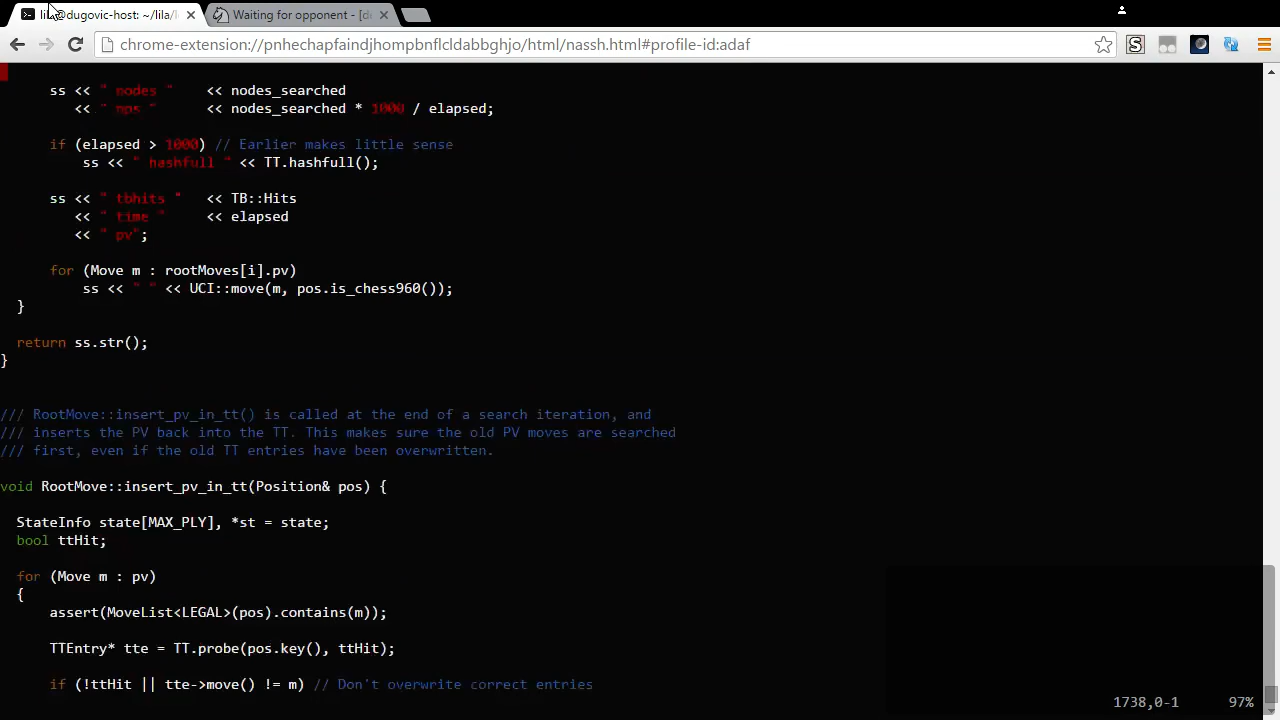 lila@dugovic-host: ~/lila/
Waiting for opponent - [d
chrome-extension://pnhechapfaindjhompbnflcldabbghjo/html/nassh.html#profile-id:adaf
ss << " nodes " << nodes_searched
<< " nps " << nodes_searched * 1000 / elapsed;
if (elapsed > 1000) // Earlier makes little sense
ss << " hashfull " << TT.hashfull();
ss << " tbhits " << TB::Hits
<< " time " << elapsed
<< " pv";
for (Move m : rootMoves[i].pv)
ss << " " << UCI::move(m, pos.is_chess960());
}
return ss.str();
}
/// RootMove::insert_pv_in_tt() is called at the end of a search iteration, and
/// inserts the PV back into the TT. This makes sure the old PV moves are searched
/// first, even if the old TT entries have been overwritten.
void RootMove::insert_pv_in_tt(Position& pos) {
StateInfo state[MAX_PLY], *st = state;
bool ttHit;
for (Move m : pv)
{
assert(MoveList<LEGAL>(pos).contains(m));
TTEntry* tte = TT.probe(pos.key(), ttHit);
if (!ttHit || tte->move() != m) // Don't overwrite correct entries
1738,0-1 97%